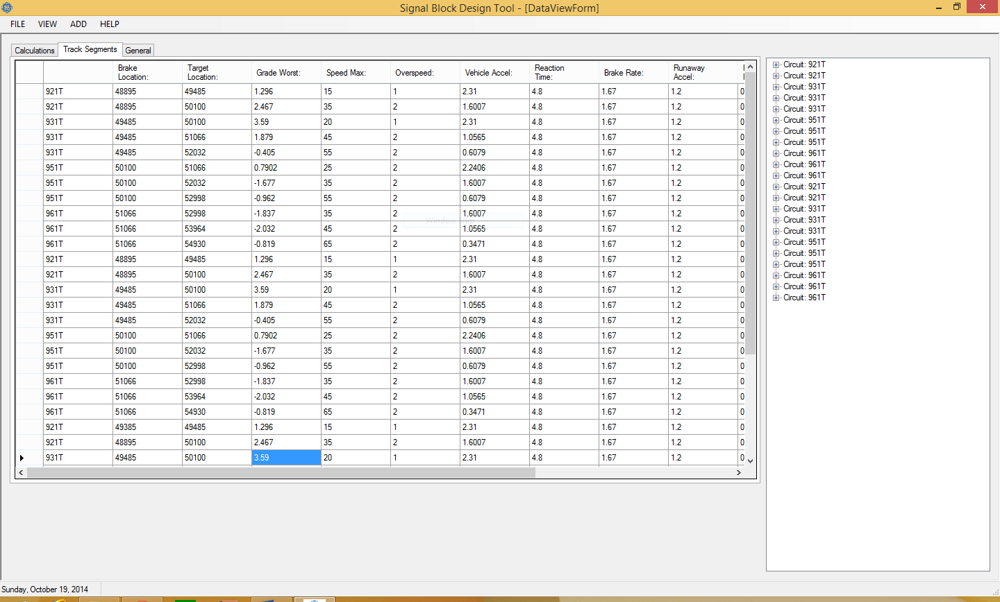 Signal Block Design Tool - [DataViewForm]
FILE VIEW ADD HELP
Calculations Track Segments General
Brake Location: Target Location: Grade Worst: Speed Max: Overspeed: Vehicle Accel: Reaction Time: Brake Rate: Runaway Accel:
921T 48895 49485 1.296 15 1 2.31 4.8 1.67 1.2 0
921T 48895 50100 2.467 35 2 1.6007 4.8 1.67 1.2 0
931T 49485 50100 3.59 20 1 2.31 4.8 1.67 1.2 0
931T 49485 51066 1.879 45 2 1.0565 4.8 1.67 1.2 0
931T 49485 52032 -0.405 55 2 0.6079 4.8 1.67 1.2 0
951T 50100 51066 0.7902 25 2 2.2406 4.8 1.67 1.2 0
951T 50100 52032 -1.677 35 2 1.6007 4.8 1.67 1.2 0
951T 50100 52998 -0.962 55 2 0.6079 4.8 1.67 1.2 0
961T 51066 52998 -1.837 35 2 1.6007 4.8 1.67 1.2 0
961T 51066 53964 -2.032 45 2 1.0565 4.8 1.67 1.2 0
961T 51066 54930 -0.819 65 2 0.3471 4.8 1.67 1.2 0
921T 48895 49485 1.296 15 1 2.31 4.8 1.67 1.2 0
921T 48895 50100 2.467 35 2 1.6007 4.8 1.67 1.2 0
931T 49485 50100 3.59 20 1 2.31 4.8 1.67 1.2 0
931T 49485 51066 1.879 45 2 1.0565 4.8 1.67 1.2 0
931T 49485 52032 -0.405 55 2 0.6079 4.8 1.67 1.2 0
951T 50100 51066 0.7902 25 2 2.2406 4.8 1.67 1.2 0
951T 50100 52032 -1.677 35 2 1.6007 4.8 1.67 1.2 0
951T 50100 52998 -0.962 55 2 0.6079 4.8 1.67 1.2 0
961T 51066 52998 -1.837 35 2 1.6007 4.8 1.67 1.2 0
961T 51066 53964 -2.032 45 2 1.0565 4.8 1.67 1.2 0
961T 51066 54930 -0.819 65 2 0.3471 4.8 1.67 1.2 0
921T 49385 49485 1.296 15 1 2.31 4.8 1.67 1.2 0
921T 48895 50100 2.467 35 2 1.6007 4.8 1.67 1.2 0
931T 49485 50100 3.59 20 1 2.31 4.8 1.67 1.2 0
Circuit: 921T
Circuit: 921T
Circuit: 931T
Circuit: 931T
Circuit: 931T
Circuit: 951T
Circuit: 951T
Circuit: 951T
Circuit: 961T
Circuit: 961T
Circuit: 961T
Circuit: 921T
Circuit: 921T
Circuit: 931T
Circuit: 931T
Circuit: 931T
Circuit: 951T
Circuit: 951T
Circuit: 951T
Circuit: 961T
Circuit: 961T
Circuit: 961T
Sunday, October 19, 2014